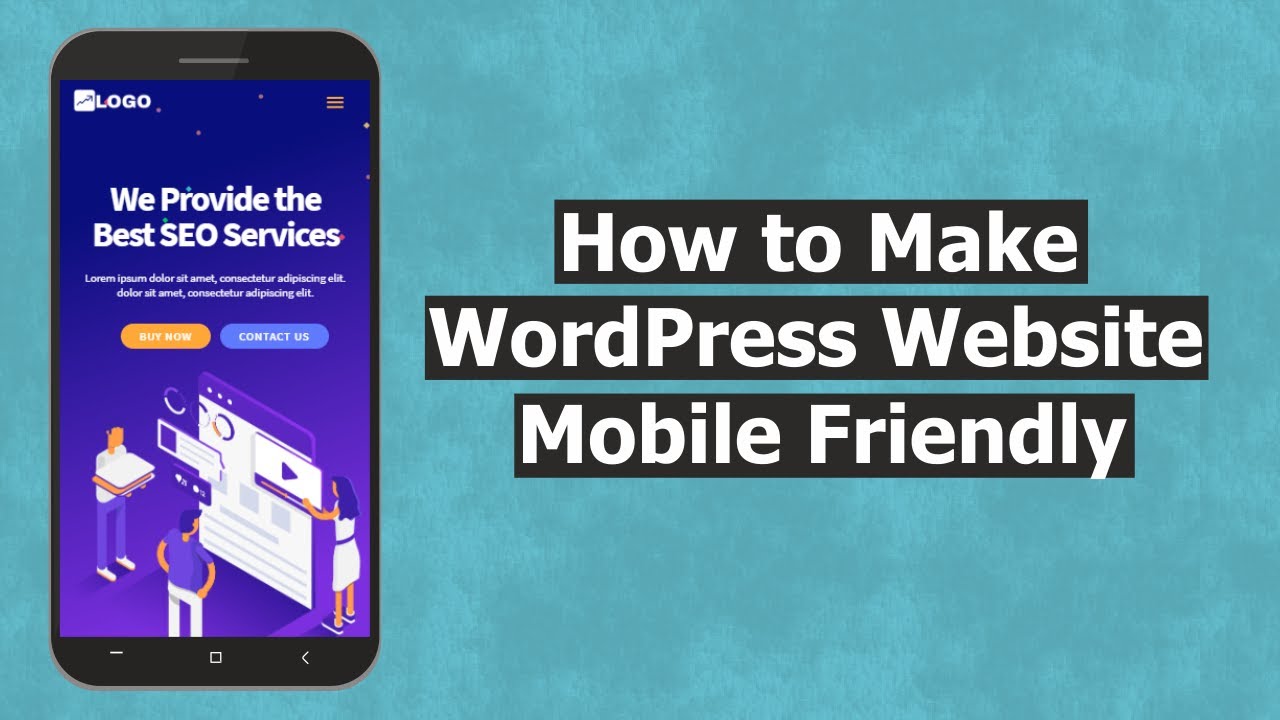 LOGO
We Provide the
Best SEO Services
Lorem ipsum dolor sit amet, consectetur adipiscing elit.
dolor sit amet, consectetur adipiscing elit.
BUY NOW
CONTACT US
How to Make
WordPress Website
Mobile Friendly